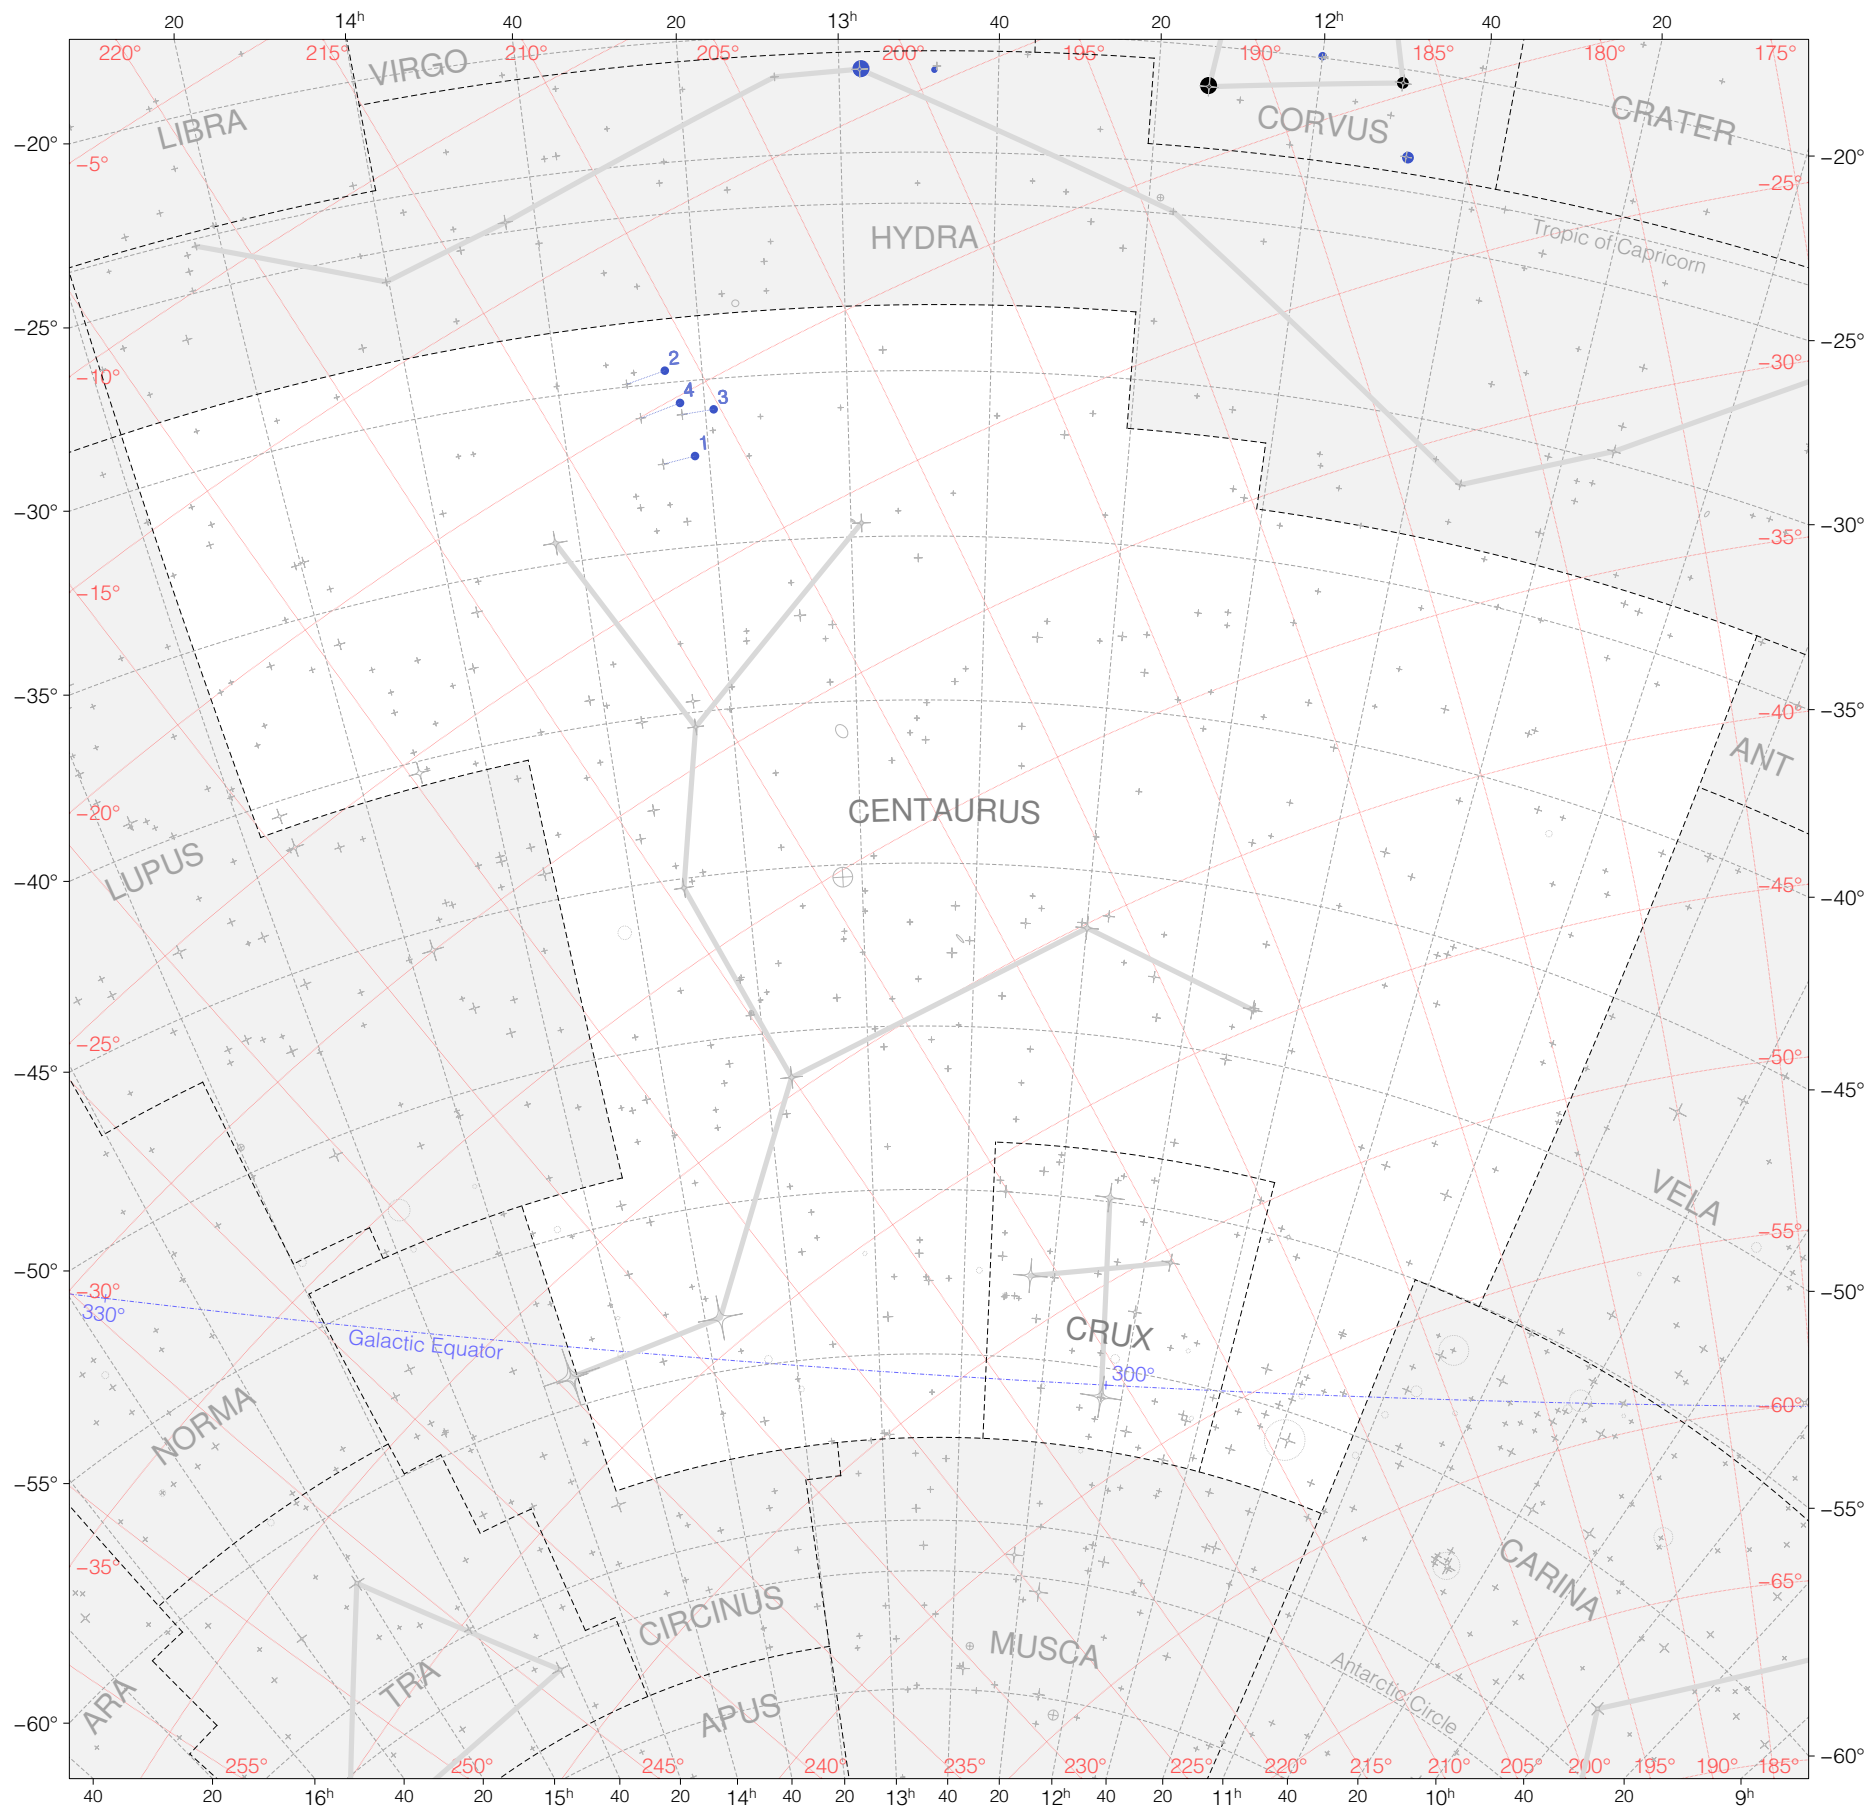 20 14h 40 20 13h 40 20 12h 40 20
220° 215° 210° 205° 200° 195° 190° 185° 180° 175°
VIRGO
LIBRA
CORVUS
CRATER
−20°
−20°
−5°
−25°
HYDRA
Tropic of Capricorn
−25°
−25°
2
−30°
−10°
4
3
1
−30°
−30°
−35°
−15°
−35°
−35°
−40°
ANT
−20°
CENTAURUS
LUPUS
−40°
−45°
−40°
−25°
−50°
−45°
−45°
VELA
−55°
−50°
−30°
−50°
330°
Galactic Equator
CRUX
300°
−60°
NORMA
−55°
−55°
−35°
CARINA
−65°
CIRCINUS
MUSCA
TRA
ARA
APUS
Antarctic Circle
−60°
−60°
255° 250° 245° 240° 235° 230° 225° 220° 215° 210° 205° 200° 195° 190° 185°
40 20 16h 40 20 15h 40 20 14h 40 20 13h 40 20 12h 40 20 11h 40 20 10h 40 20 9h